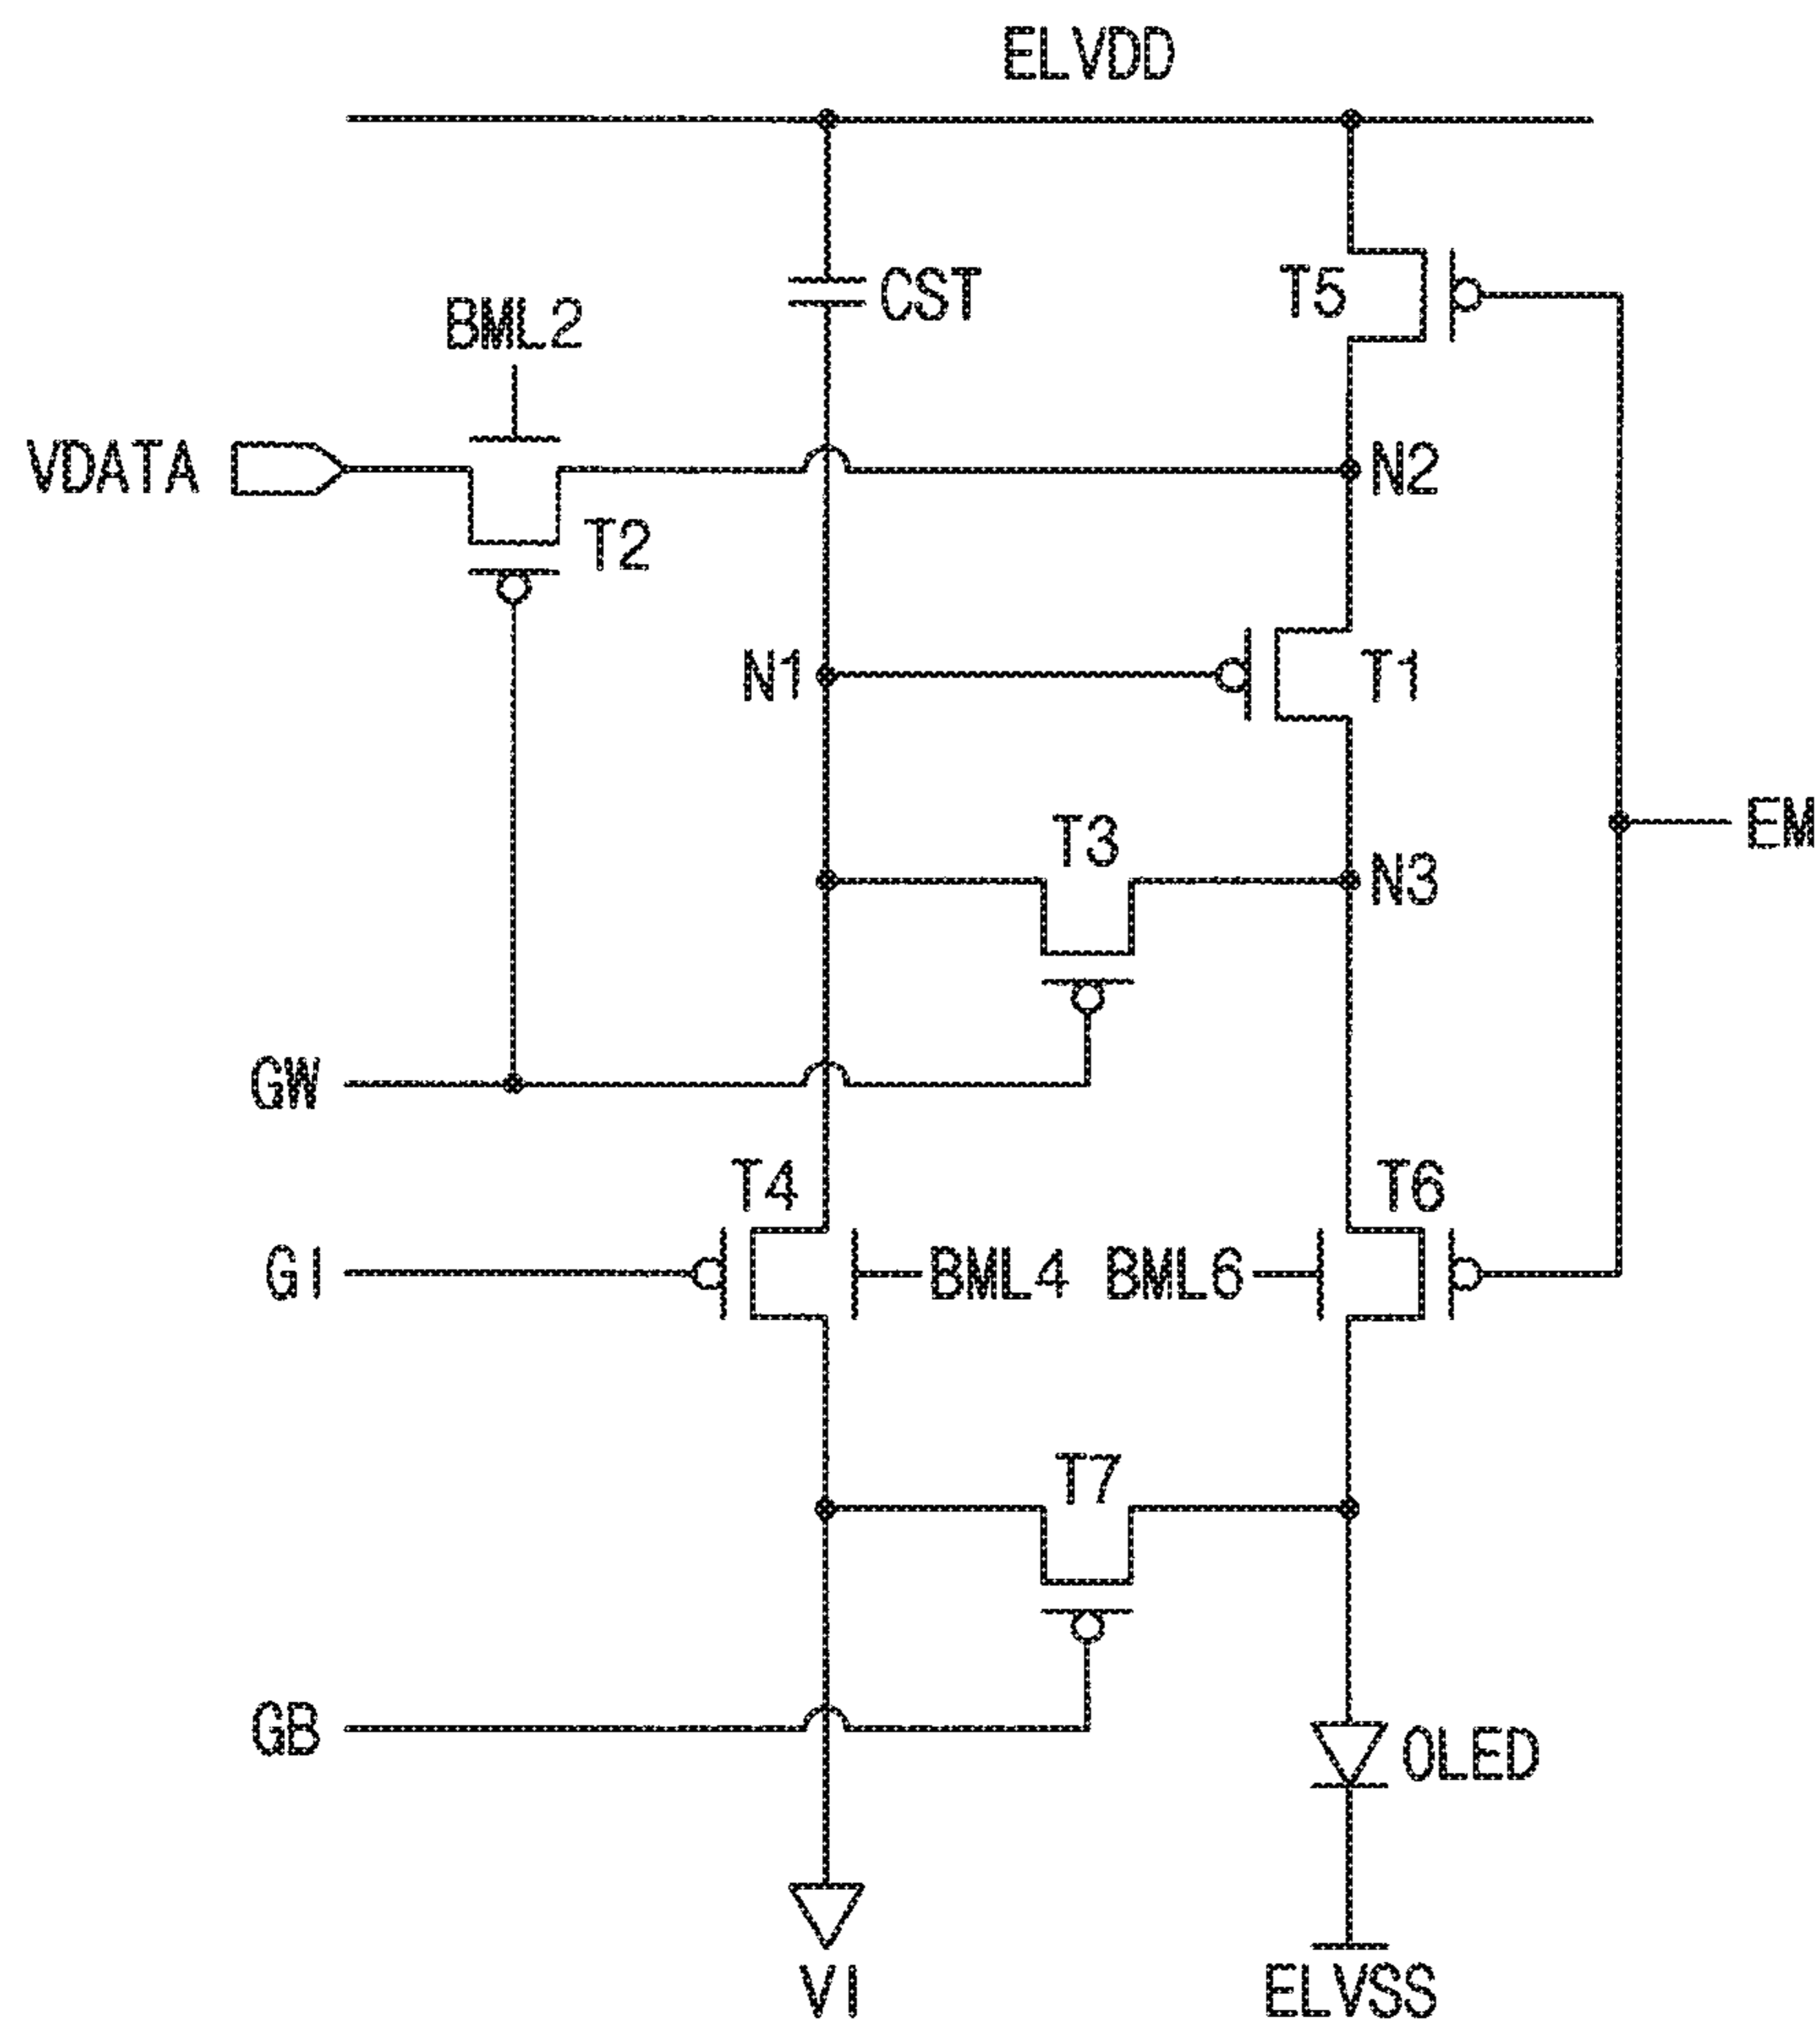 ELVDD
CST
T5
BML2
VDATA
N2
T2
N1
T1
T3
EM
N3
GW
T4
T6
GI
BML4
BML6
T7
GB
OLED
VI
ELVSS